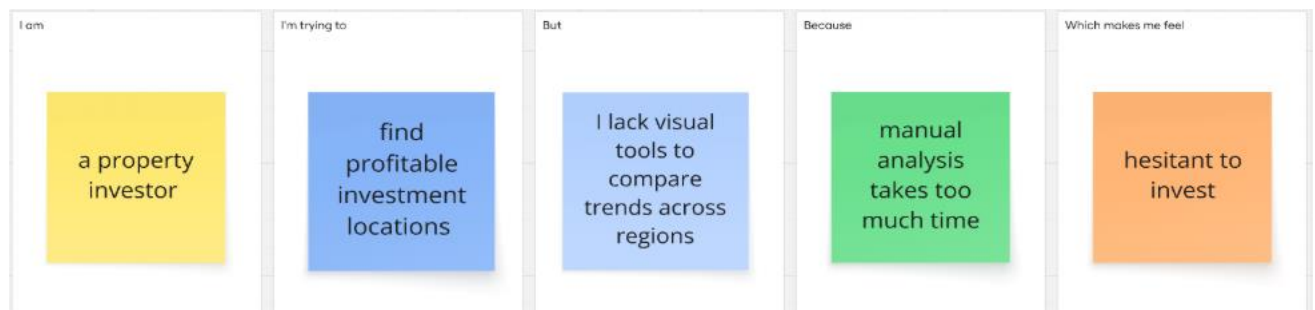 I am
a property
investor
I'm trying to
find
profitable
investment
locations
But
I lack visual
tools to
compare
trends across
regions
Because
manual
analysis
takes too
much time
Which makes me feel
hesitant to
invest